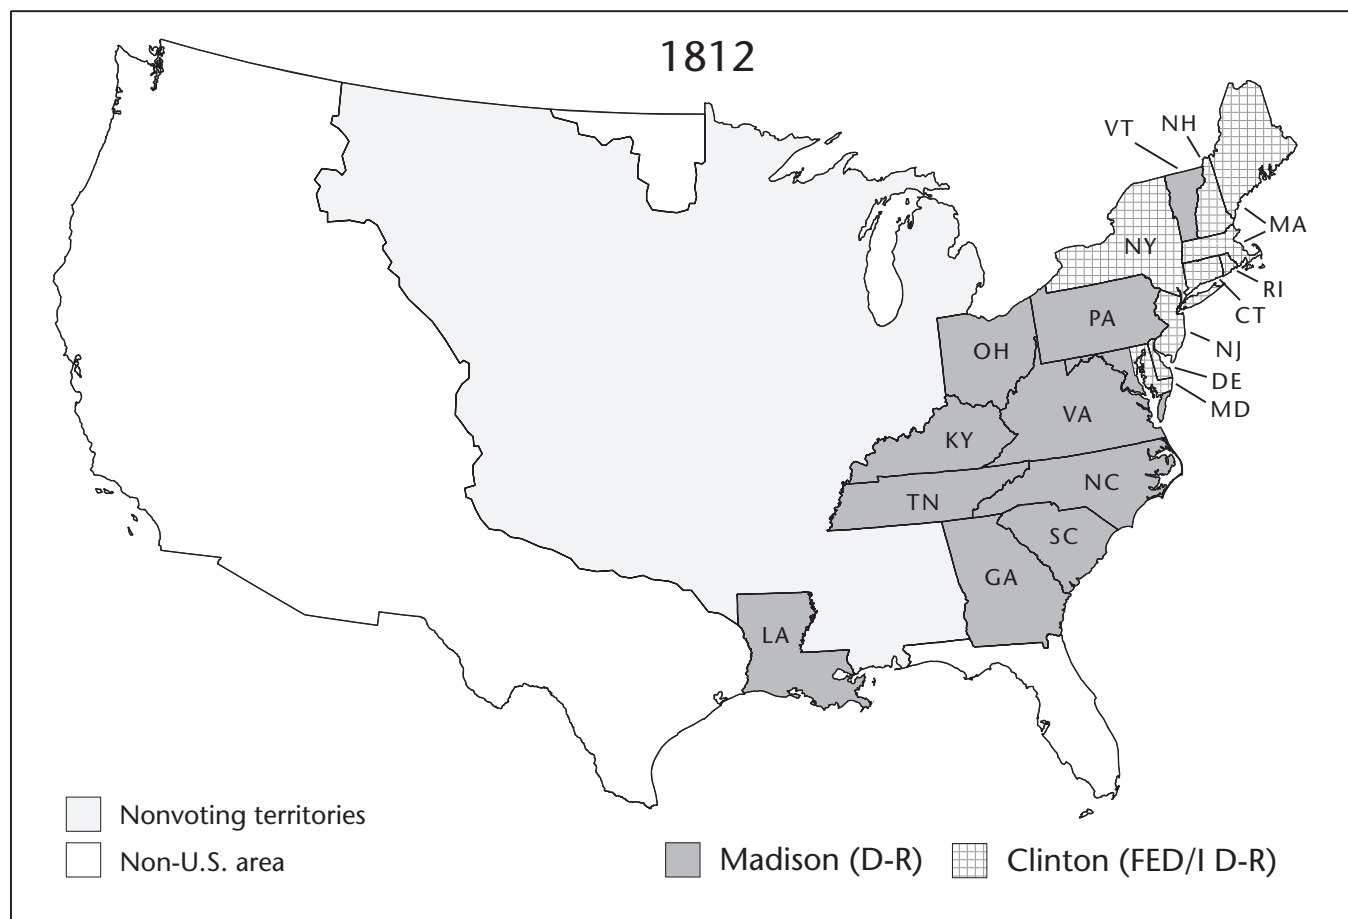 1812
VT
NH
MA
NY
RI
CT
PA
NJ
OH
DE
MD
VA
KY
NC
TN
SC
GA
LA
Nonvoting territories
Non-U.S. area
Madison (D-R)
Clinton (FED/I D-R)